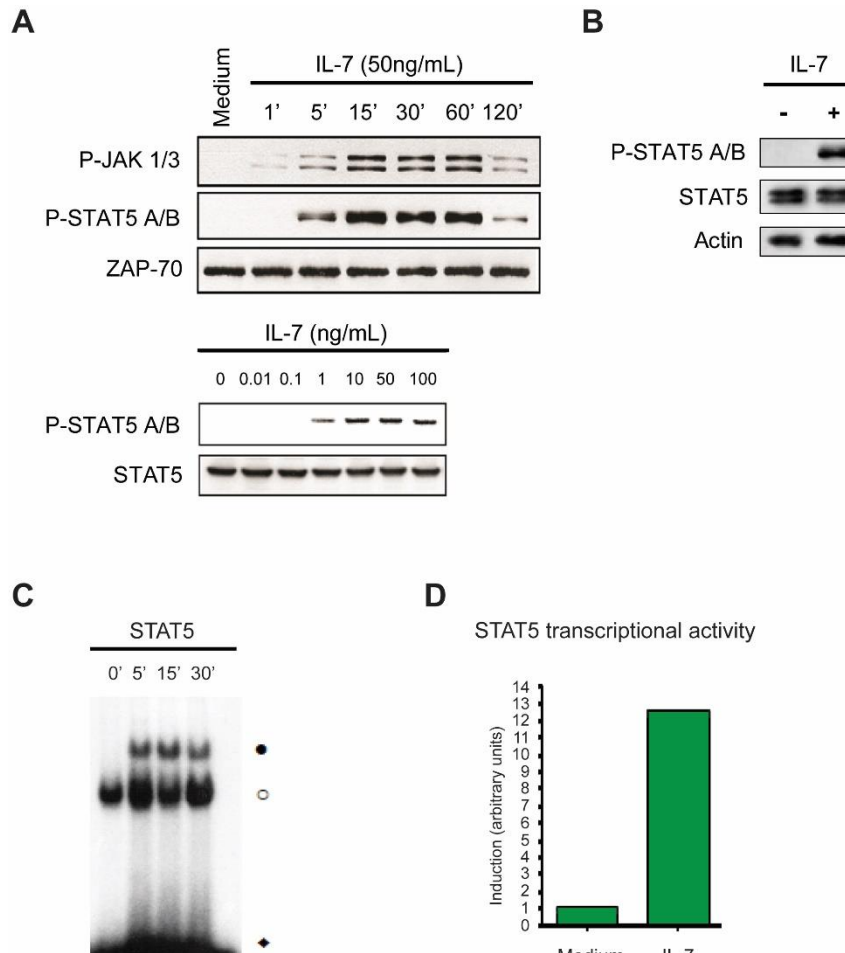 A
IL-7 (50ng/mL)
Medium
1' 5' 15' 30' 60' 120'
P-JAK 1/3
P-STAT5 A/B
ZAP-70
IL-7 (ng/mL)
0 0.01 0.1 1 10 50 100
P-STAT5 A/B
STAT5
B
IL-7
- +
P-STAT5 A/B
STAT5
Actin
C
STAT5
0' 5' 15' 30'
D
STAT5 transcriptional activity
Induction (arbitrary units)
14
13
12
11
10
9
8
7
6
5
4
3
2
1
0
Medium IL-7